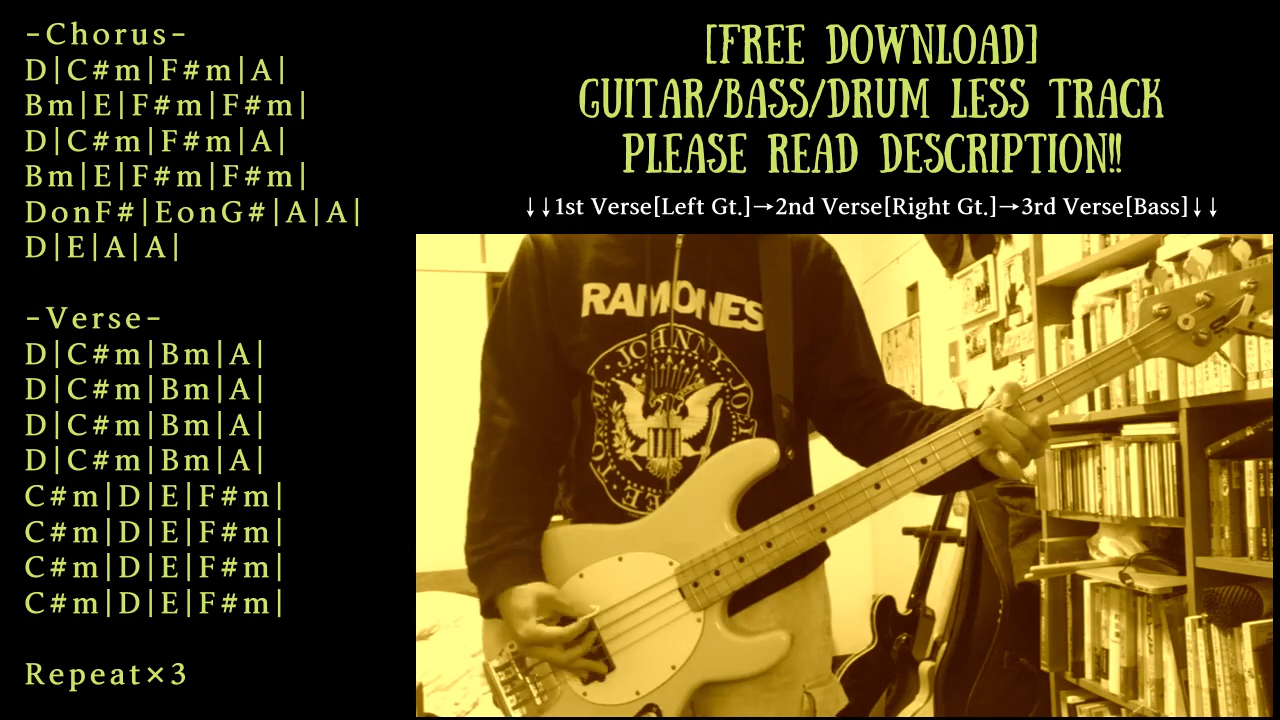 -Chorus-
D|C#m|F#m|A|
Bm|E|F#m|F#m|
D|C#m|F#m|A|
Bm|E|F#m|F#m|
DonF#|EonG#|A|A|
D|E|A|A|
-Verse-
D|C#m|Bm|A|
D|C#m|Bm|A|
D|C#m|Bm|A|
D|C#m|Bm|A|
C#m|D|E|F#m|
C#m|D|E|F#m|
C#m|D|E|F#m|
C#m|D|E|F#m|
Repeat×3
[FREE DOWNLOAD]
GUITAR/BASS/DRUM LESS TRACK
PLEASE READ DESCRIPTION!!
↓↓1st Verse[Left Gt.]→2nd Verse[Right Gt.]→3rd Verse[Bass]↓↓
RAMONES
JOHNNY